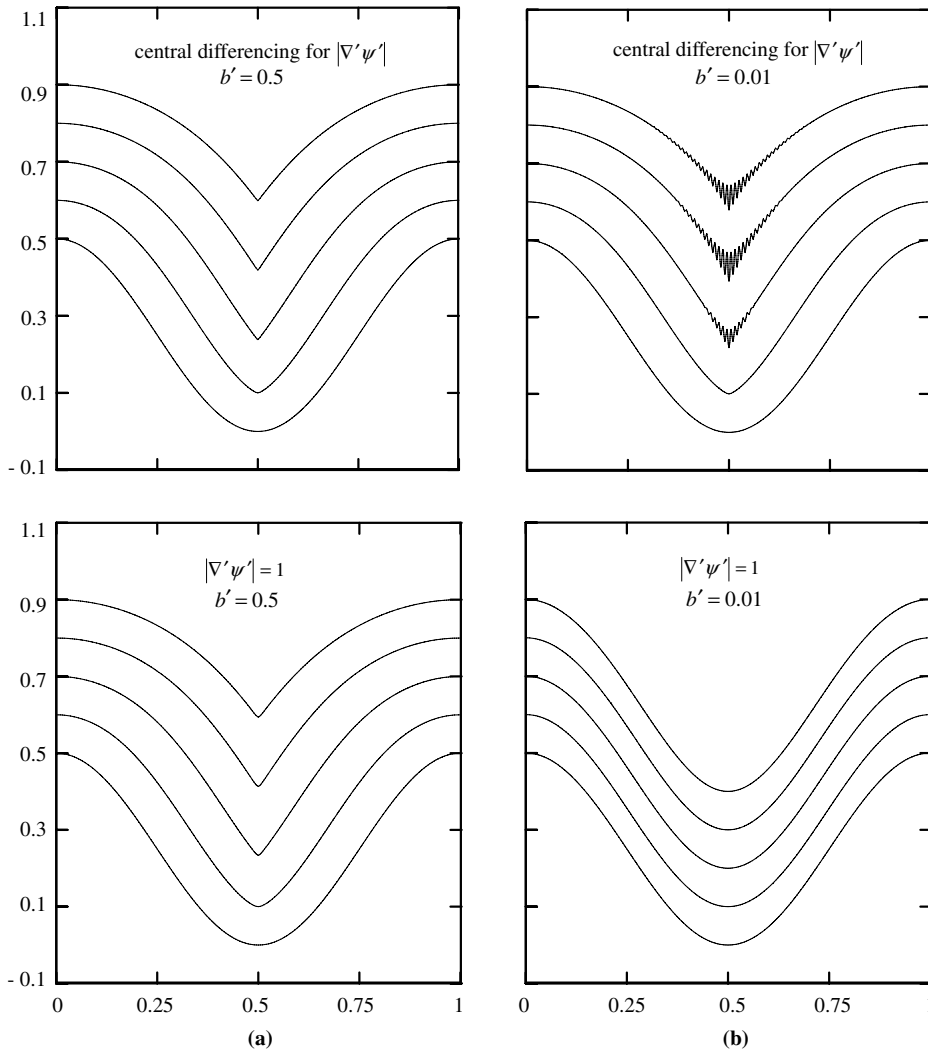 1.1
0.9
0.7
0.5
0.3
0.1
- 0.1
central differencing for |∇′ψ′|
b′ = 0.5
central differencing for |∇′ψ′|
b′ = 0.01
1.1
0.9
0.7
0.5
0.3
0.1
- 0.1
|∇′ψ′| = 1
b′ = 0.5
|∇′ψ′| = 1
b′ = 0.01
0 0.25 0.5 0.75 1
0 0.25 0.5 0.75
(a) (b)